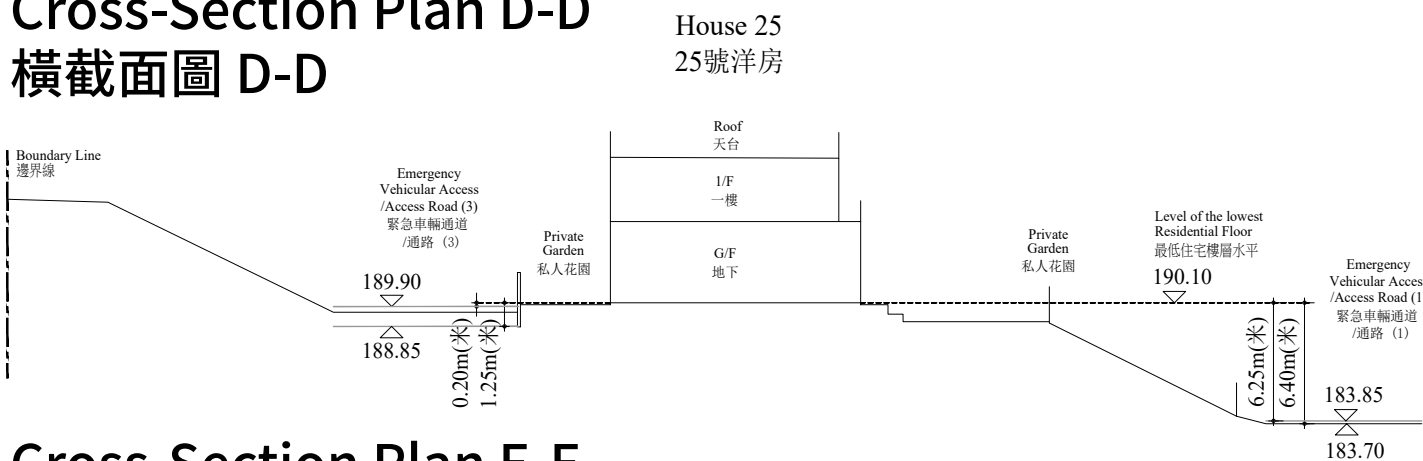 Cross-Section Plan D-D
橫截面圖 D-D
House 25
25號洋房
Boundary Line
邊界線
Emergency
Vehicular Access
/Access Road (3)
緊急車輛通道
/通路（3）
189.90
188.85
0.20m(米)
1.25m(米)
Private
Garden
私人花園
Roof
天台
1/F
一樓
G/F
地下
Private
Garden
私人花園
Level of the lowest
Residential Floor
最低住宅樓層水平
190.10
6.25m(米)
6.40m(米)
Emergency
Vehicular Acces
/Access Road (1
緊急車輛通道
/通路（1）
183.85
183.70
Cross-Section Plan E-E